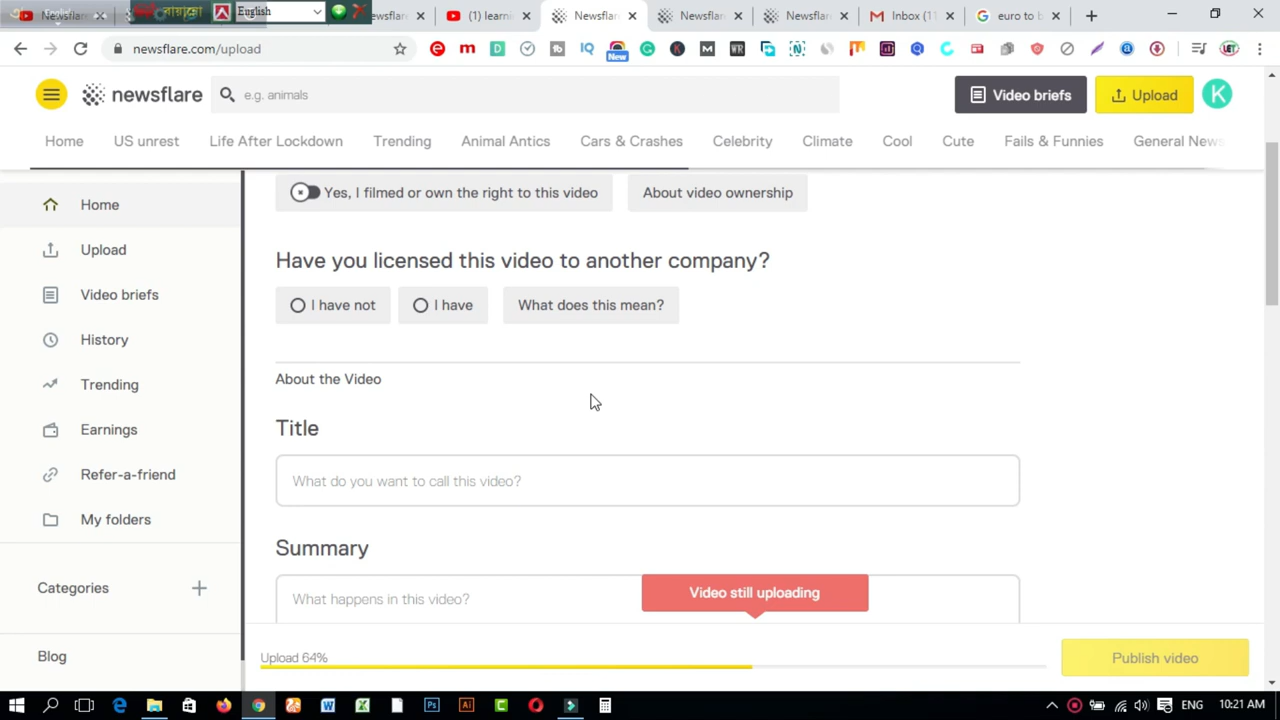 English
Newsflare
(1) learne
Newsflar
Newsflar
Newsflar
Inbox (11
euro to b
newsflare.com/upload
New
newsflare
e.g. animals
Video briefs
Upload
K
Home
US unrest
Life After Lockdown
Trending
Animal Antics
Cars & Crashes
Celebrity
Climate
Cool
Cute
Fails & Funnies
General News
Home
Upload
Video briefs
History
Trending
Earnings
Refer-a-friend
My folders
Categories
Blog
Yes, I filmed or own the right to this video
About video ownership
Have you licensed this video to another company?
I have not
I have
What does this mean?
About the Video
Title
What do you want to call this video?
Summary
What happens in this video?
Video still uploading
Upload 64%
Publish video
ENG
10:21 AM